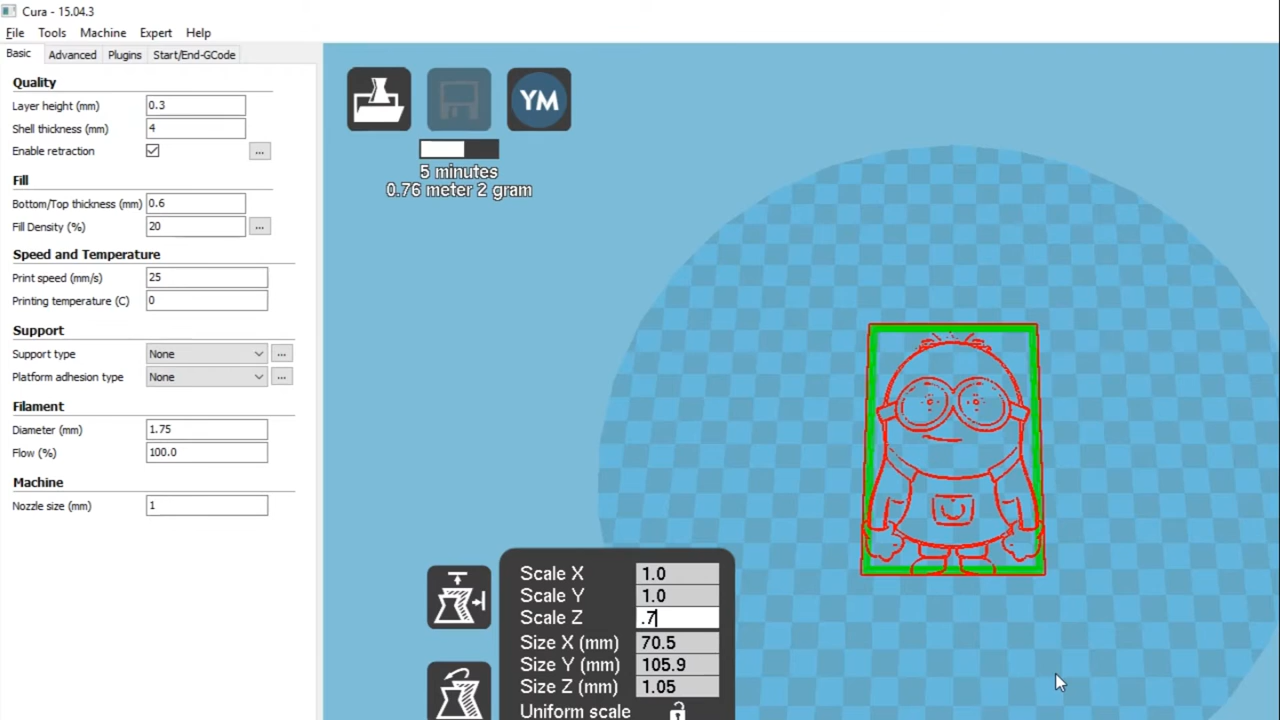 Cura - 15.04.3
File Tools Machine Expert Help
Basic Advanced Plugins Start/End-GCode
Quality
Layer height (mm) 0.3
Shell thickness (mm) 4
Enable retraction ...
Fill
Bottom/Top thickness (mm) 0.6
Fill Density (%) 20 ...
Speed and Temperature
Print speed (mm/s) 25
Printing temperature (C) 0
Support
Support type None ...
Platform adhesion type None ...
Filament
Diameter (mm) 1.75
Flow (%) 100.0
Machine
Nozzle size (mm) 1
YM
5 minutes
0.76 meter 2 gram
Scale X 1.0
Scale Y 1.0
Scale Z .7
Size X (mm) 70.5
Size Y (mm) 105.9
Size Z (mm) 1.05
Uniform scale